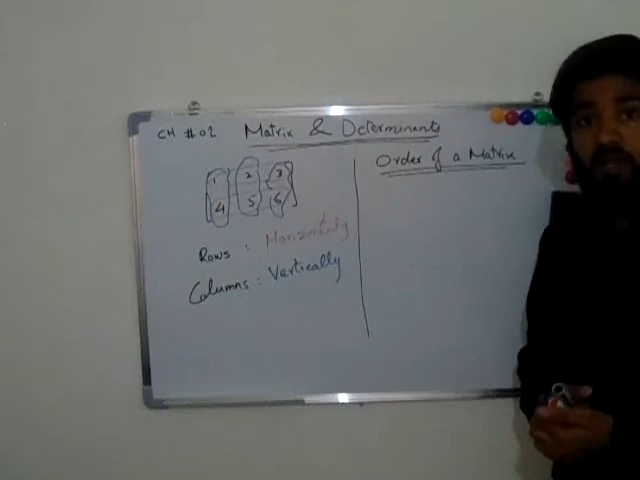 CH # 02 Matrix & Determinants
Order of a Matrix
1 2 3
4 5 6
Rows : Horizontally
Columns : Vertically